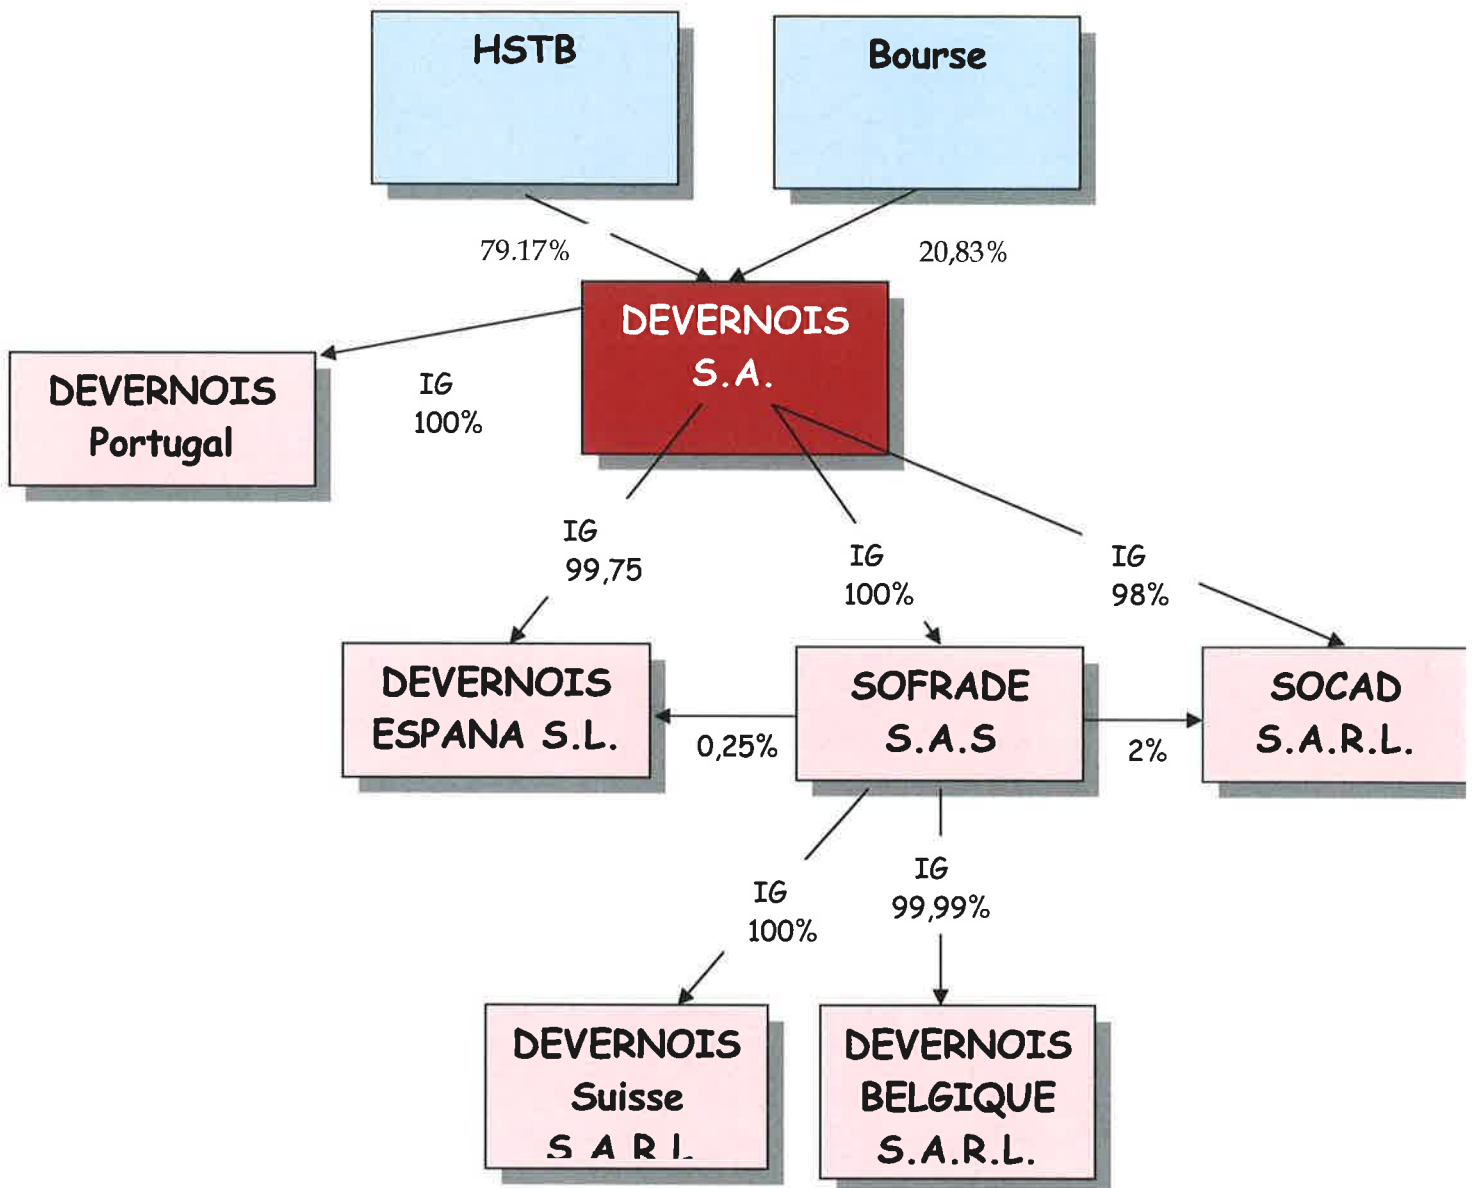 HSTB
Bourse
79.17%
20,83%
DEVERNOIS
S.A.
DEVERNOIS
Portugal
IG
100%
IG
99,75
IG
100%
IG
98%
DEVERNOIS
ESPANA S.L.
0,25%
SOFRADE
S.A.S
2%
SOCAD
S.A.R.L.
IG
100%
IG
99,99%
DEVERNOIS
Suisse
S.A.R.L.
DEVERNOIS
BELGIQUE
S.A.R.L.